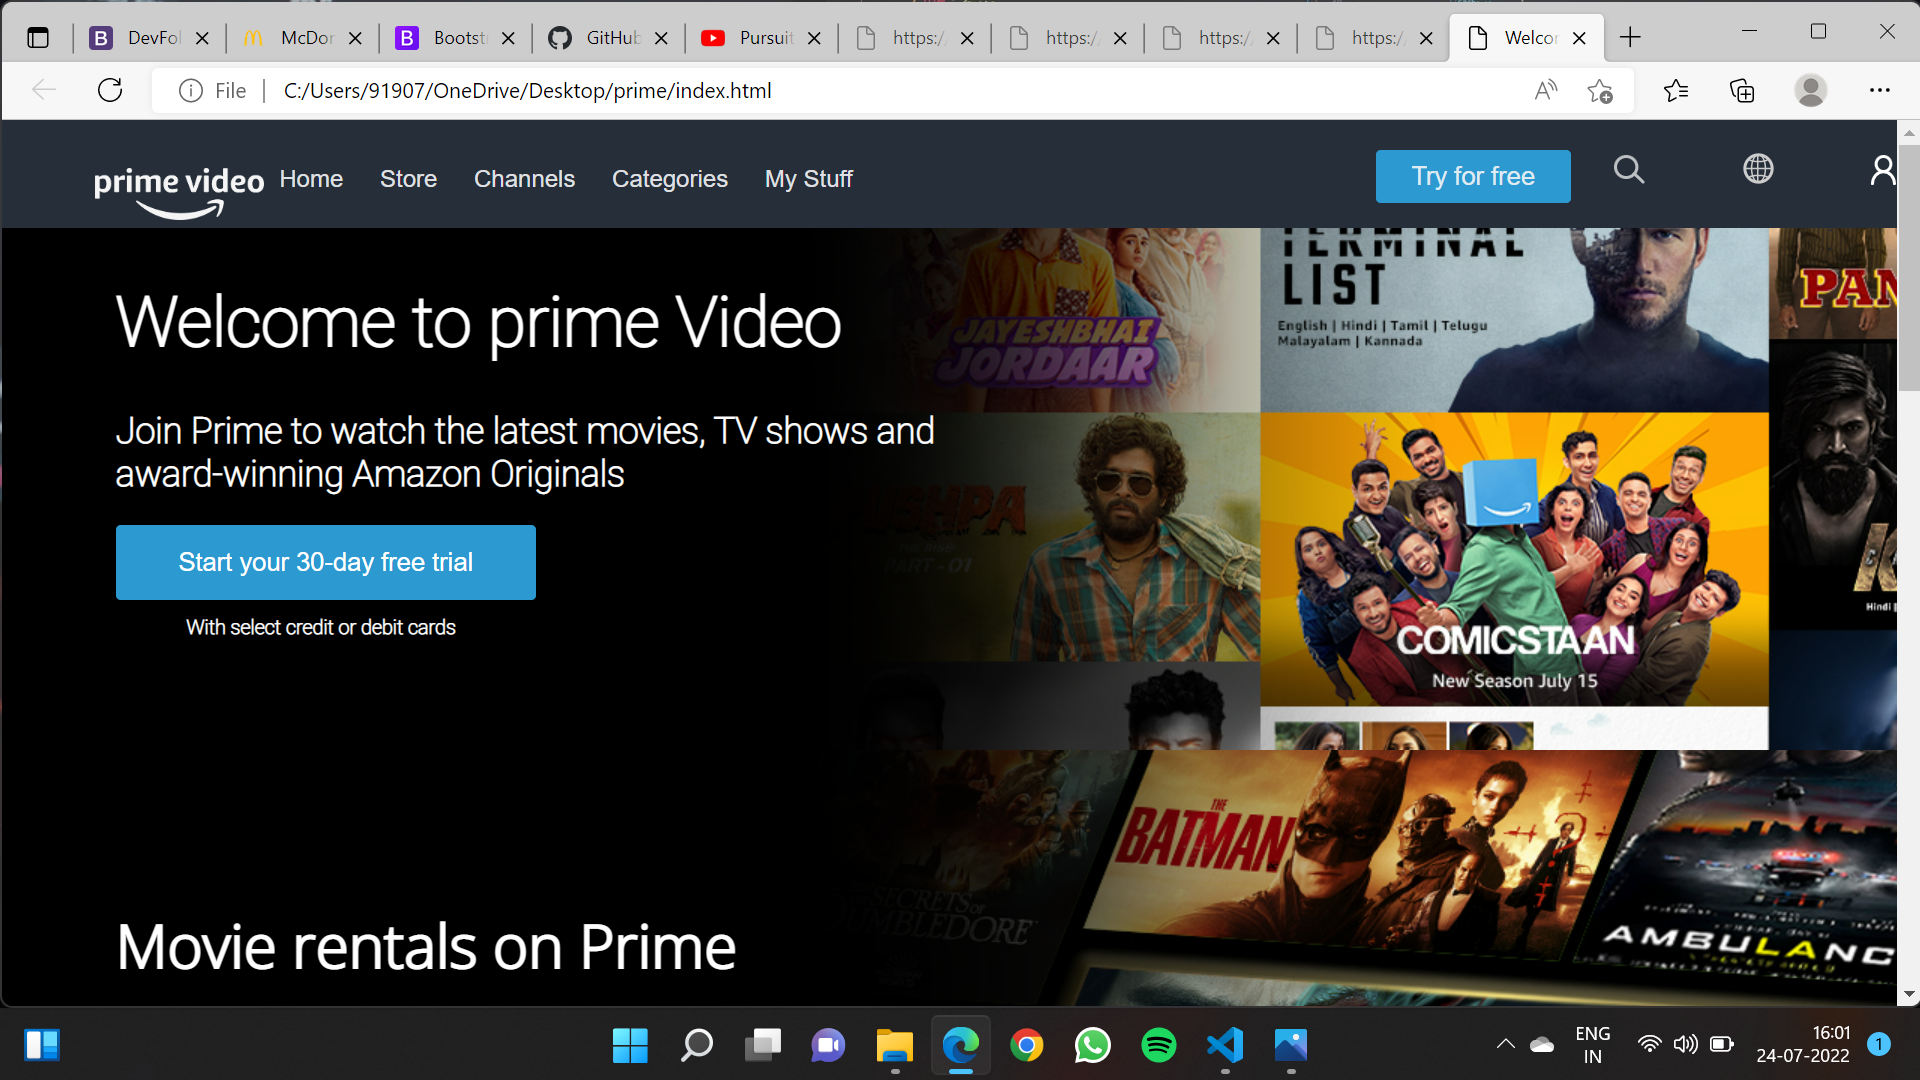 DevFol
McDor
Bootstr
GitHub
Pursuit
https:/
https:/
https:/
https:/
Welcor
File
C:/Users/91907/OneDrive/Desktop/prime/index.html
prime video
Home
Store
Channels
Categories
My Stuff
Try for free
Welcome to prime Video
Join Prime to watch the latest movies, TV shows and
award-winning Amazon Originals
Start your 30-day free trial
With select credit or debit cards
JAYESHBHAI
JORDAAR
TERMINAL
LIST
English | Hindi | Tamil | Telugu
Malayalam | Kannada
PAN
PART - 01
COMICSTAAN
New Season July 15
Hindi |
THE
BATMAN
SECRETS OF
DUMBLEDORE
AMBULANC
Movie rentals on Prime
ENG
IN
16:01
24-07-2022
1